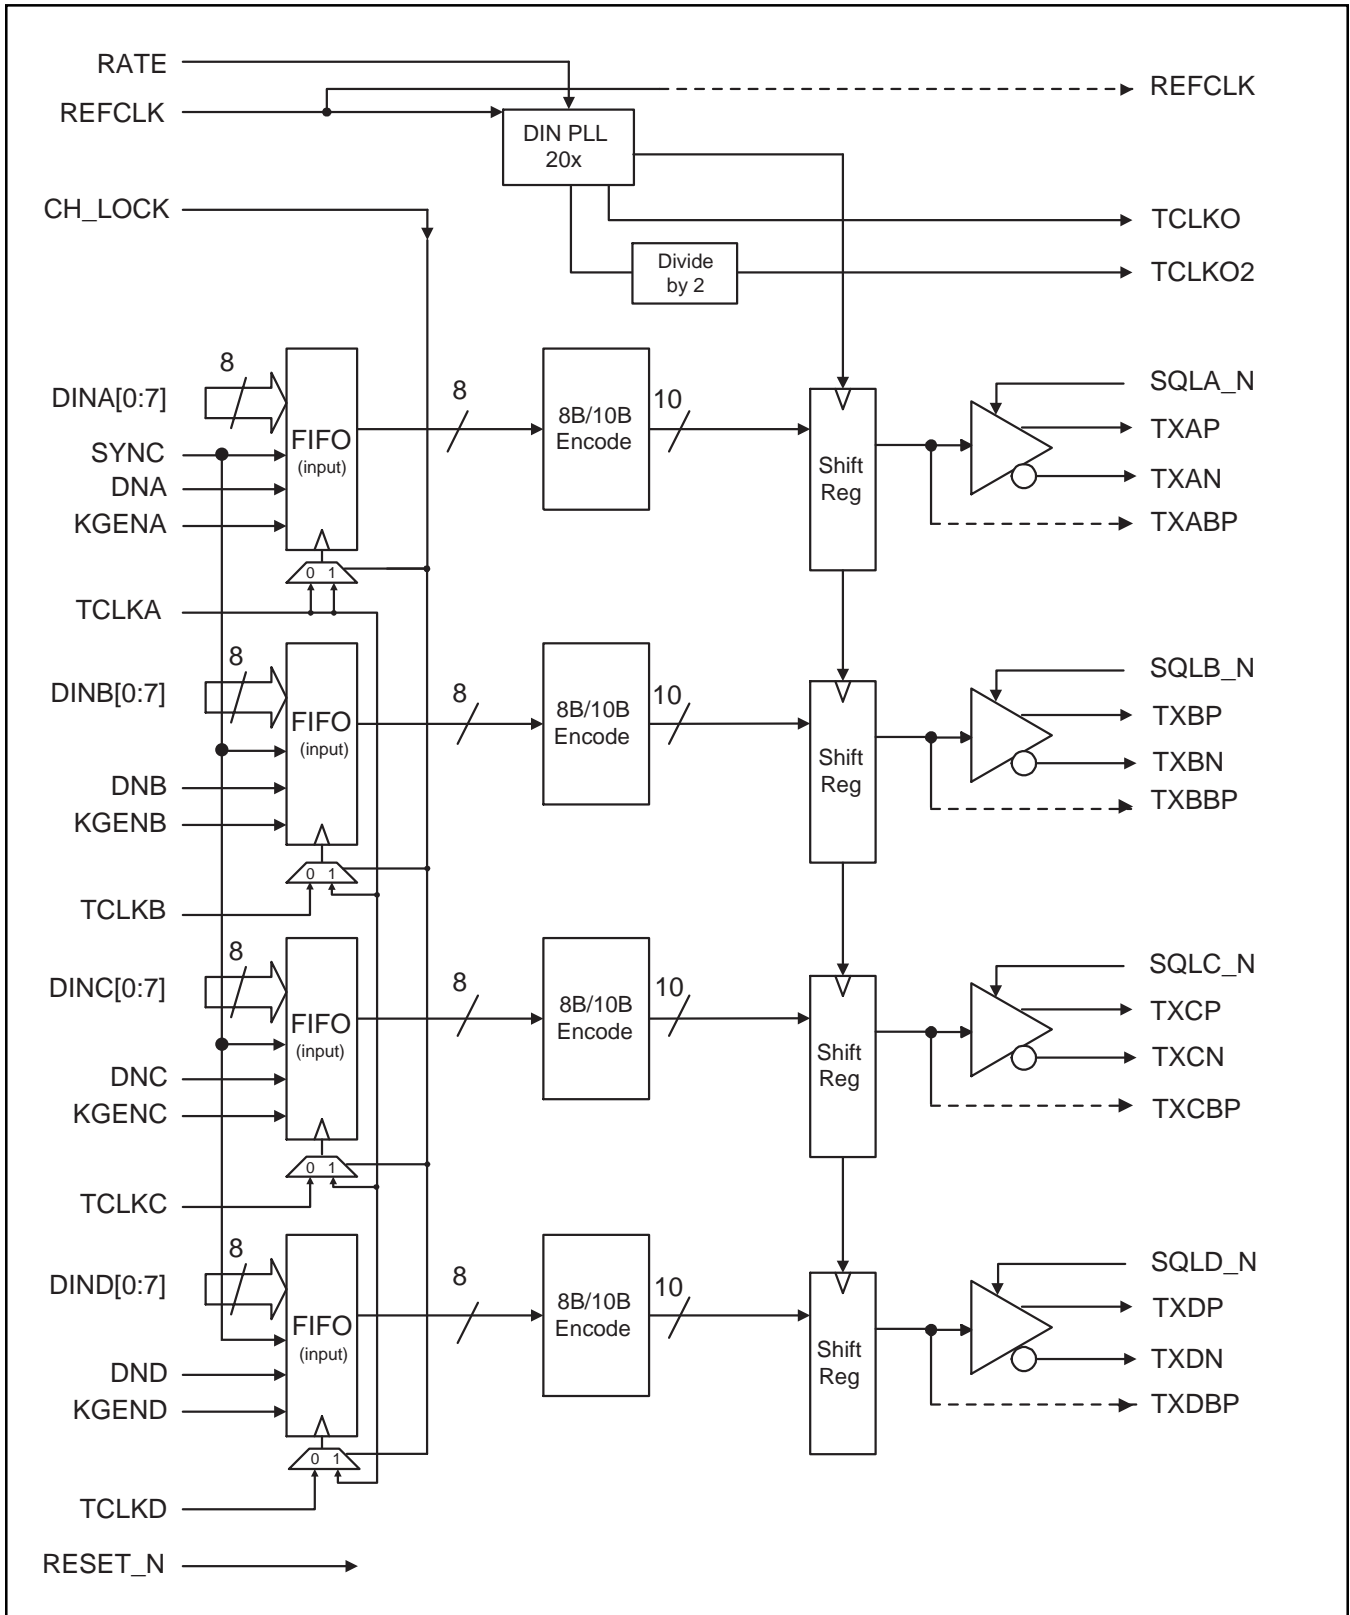 RATE
REFCLK
REFCLK
DIN PLL
20x
CH_LOCK
TCLKO
Divide
by 2
TCLKO2
8
DINA[0:7]
SYNC
DNA
KGENA
FIFO
(input)
0 1
TCLKA
8
8B/10B
Encode
10
Shift
Reg
SQLA_N
TXAP
TXAN
TXABP
8
DINB[0:7]
DNB
KGENB
FIFO
(input)
0 1
TCLKB
8
8B/10B
Encode
10
Shift
Reg
SQLB_N
TXBP
TXBN
TXBBP
8
DINC[0:7]
DNC
KGENC
FIFO
(input)
0 1
TCLKC
8
8B/10B
Encode
10
Shift
Reg
SQLC_N
TXCP
TXCN
TXCBP
8
DIND[0:7]
DND
KGEND
FIFO
(input)
0 1
TCLKD
8
8B/10B
Encode
10
Shift
Reg
SQLD_N
TXDP
TXDN
TXDBP
RESET_N